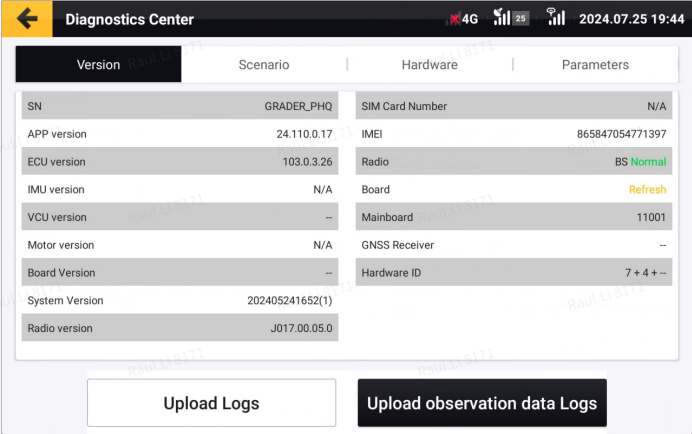 Diagnostics Center
4G
25
2024.07.25 19:44
Version
Scenario
Hardware
Parameters
SN GRADER_PHQ
APP version 24.110.0.17
ECU version 103.0.3.26
IMU version N/A
VCU version --
Motor version N/A
Board Version --
System Version 202405241652(1)
Radio version J017.00.05.0
SIM Card Number N/A
IMEI 865847054771397
Radio BS Normal
Board Refresh
Mainboard 11001
GNSS Receiver --
Hardware ID 7 + 4 + --
Upload Logs
Upload observation data Logs
RaulLi8171